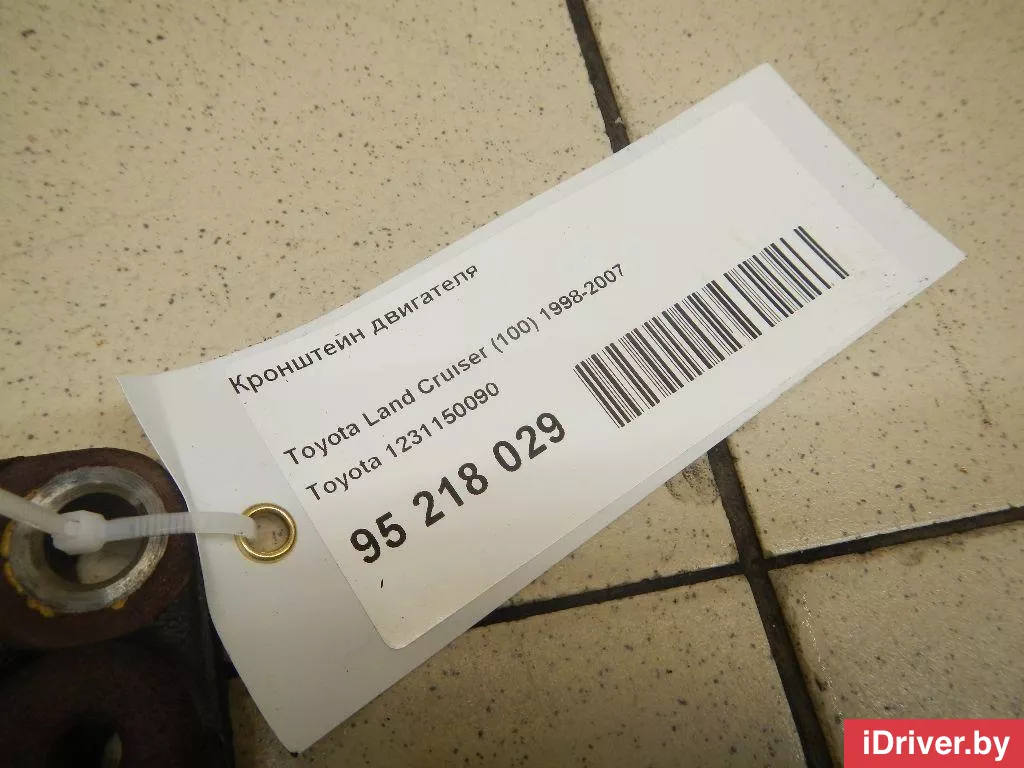 Кронштейн двигателя
Toyota Land Cruiser (100) 1998-2007
Toyota 1231150090
95 218 029
iDriver.by